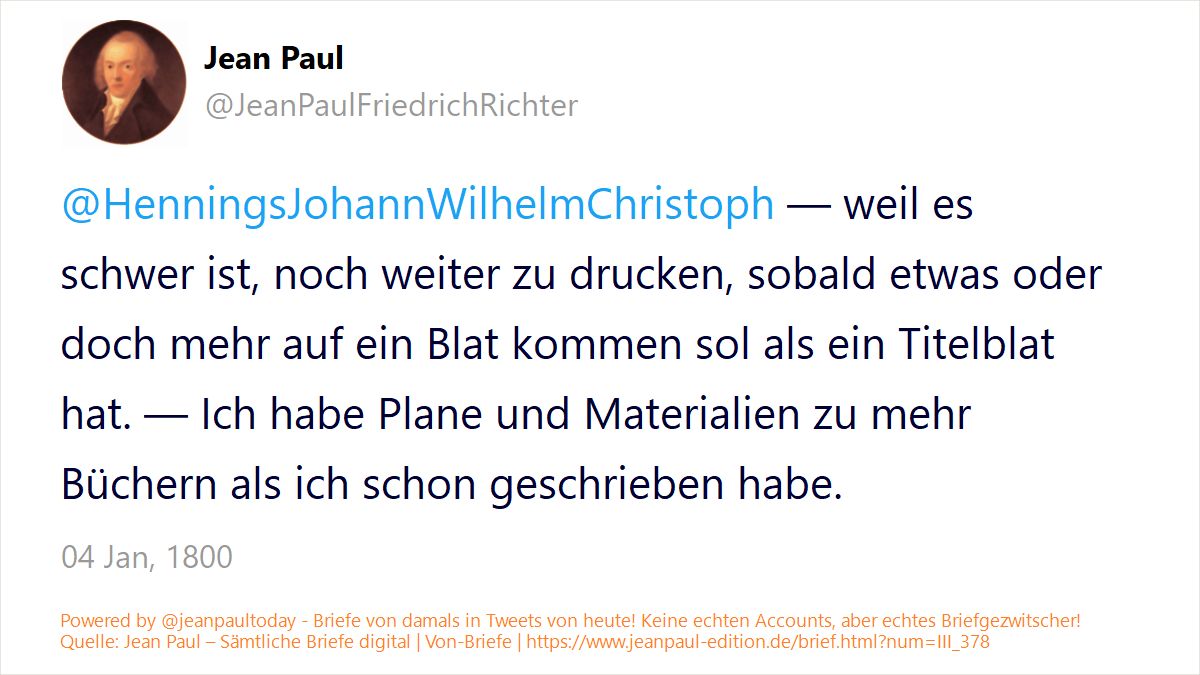 Jean Paul
@JeanPaulFriedrichRichter
@HenningsJohannWilhelmChristoph — weil es
schwer ist, noch weiter zu drucken, sobald etwas oder
doch mehr auf ein Blat kommen sol als ein Titelblat
hat. — Ich habe Plane und Materialien zu mehr
Büchern als ich schon geschrieben habe.
04 Jan, 1800
Powered by @jeanpaultoday - Briefe von damals in Tweets von heute! Keine echten Accounts, aber echtes Briefgezwitscher!
Quelle: Jean Paul – Sämtliche Briefe digital | Von-Briefe | https://www.jeanpaul-edition.de/brief.html?num=III_378